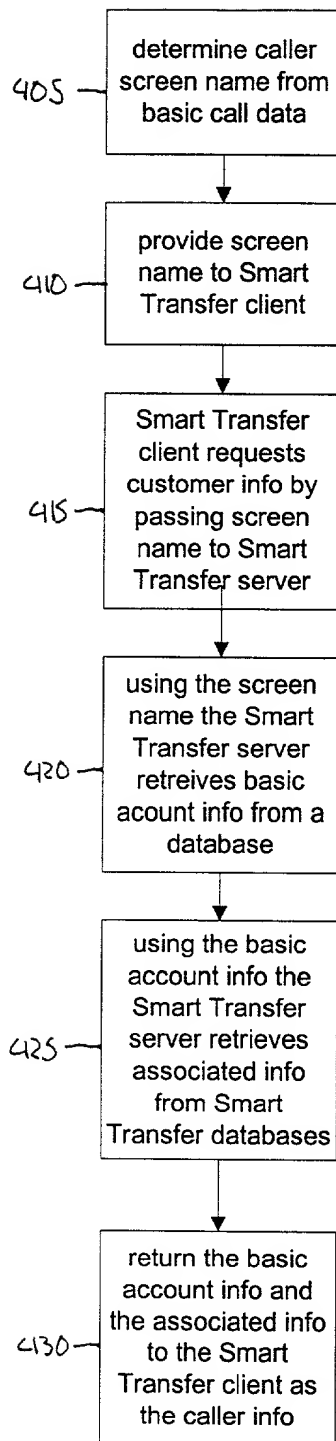 determine caller
screen name from
basic call data
405
provide screen
name to Smart
Transfer client
410
Smart Transfer
client requests
customer info by
passing screen
name to Smart
Transfer server
415
using the screen
name the Smart
Transfer server
retreives basic
acount info from a
database
420
using the basic
account info the
Smart Transfer
server retrieves
associated info
from Smart
Transfer databases
425
return the basic
account info and
the associated info
to the Smart
Transfer client as
the caller info
430